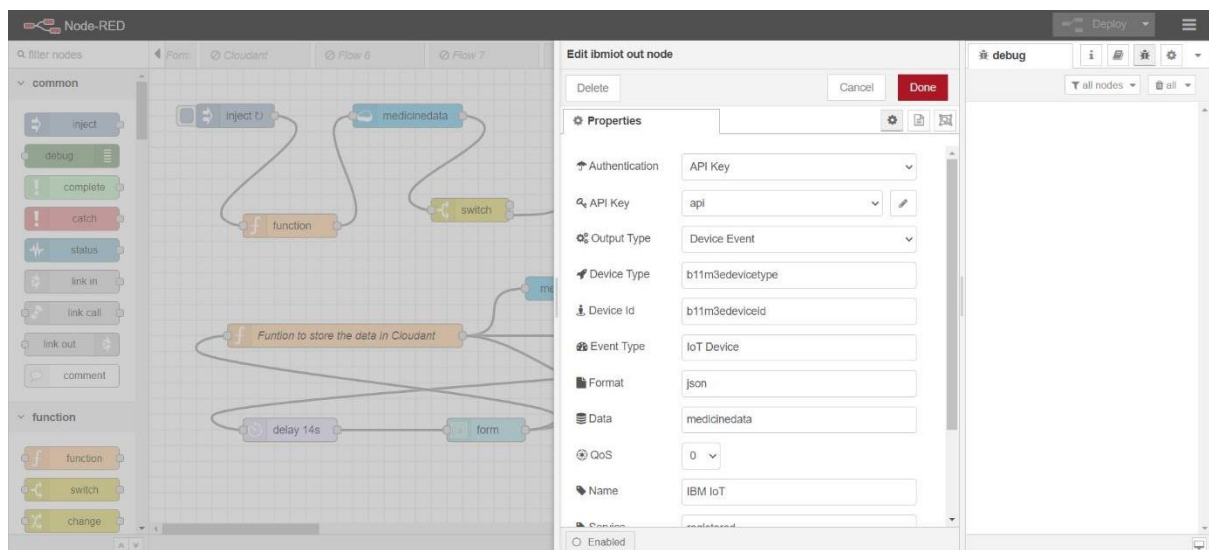 Node-RED
Deploy
filter nodes
Form
Cloudant
Flow 6
Flow 7
common
inject
debug
complete
catch
status
link in
link call
link out
comment
function
function
switch
change
inject ↻
medicinedata
function
switch
me
Funtion to store the data in Cloudant
delay 14s
form
Edit ibmiot out node
Delete
Cancel
Done
Properties
Authentication API Key
API Key api
Output Type Device Event
Device Type b11m3edevicetype
Device Id b11m3edeviceid
Event Type IoT Device
Format json
Data medicinedata
QoS 0
Name IBM IoT
Service registered
Enabled
debug
i
all nodes
all